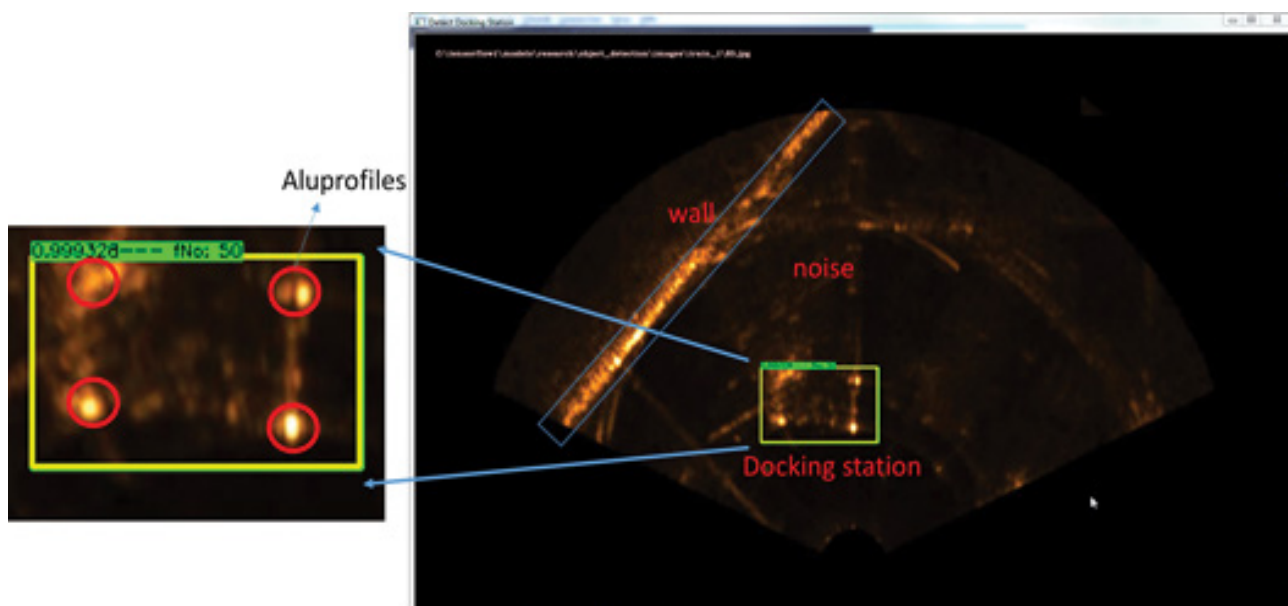 Detect Docking Station
Aluprofiles
0.999328--- fNo: 50
wall
noise
Docking station